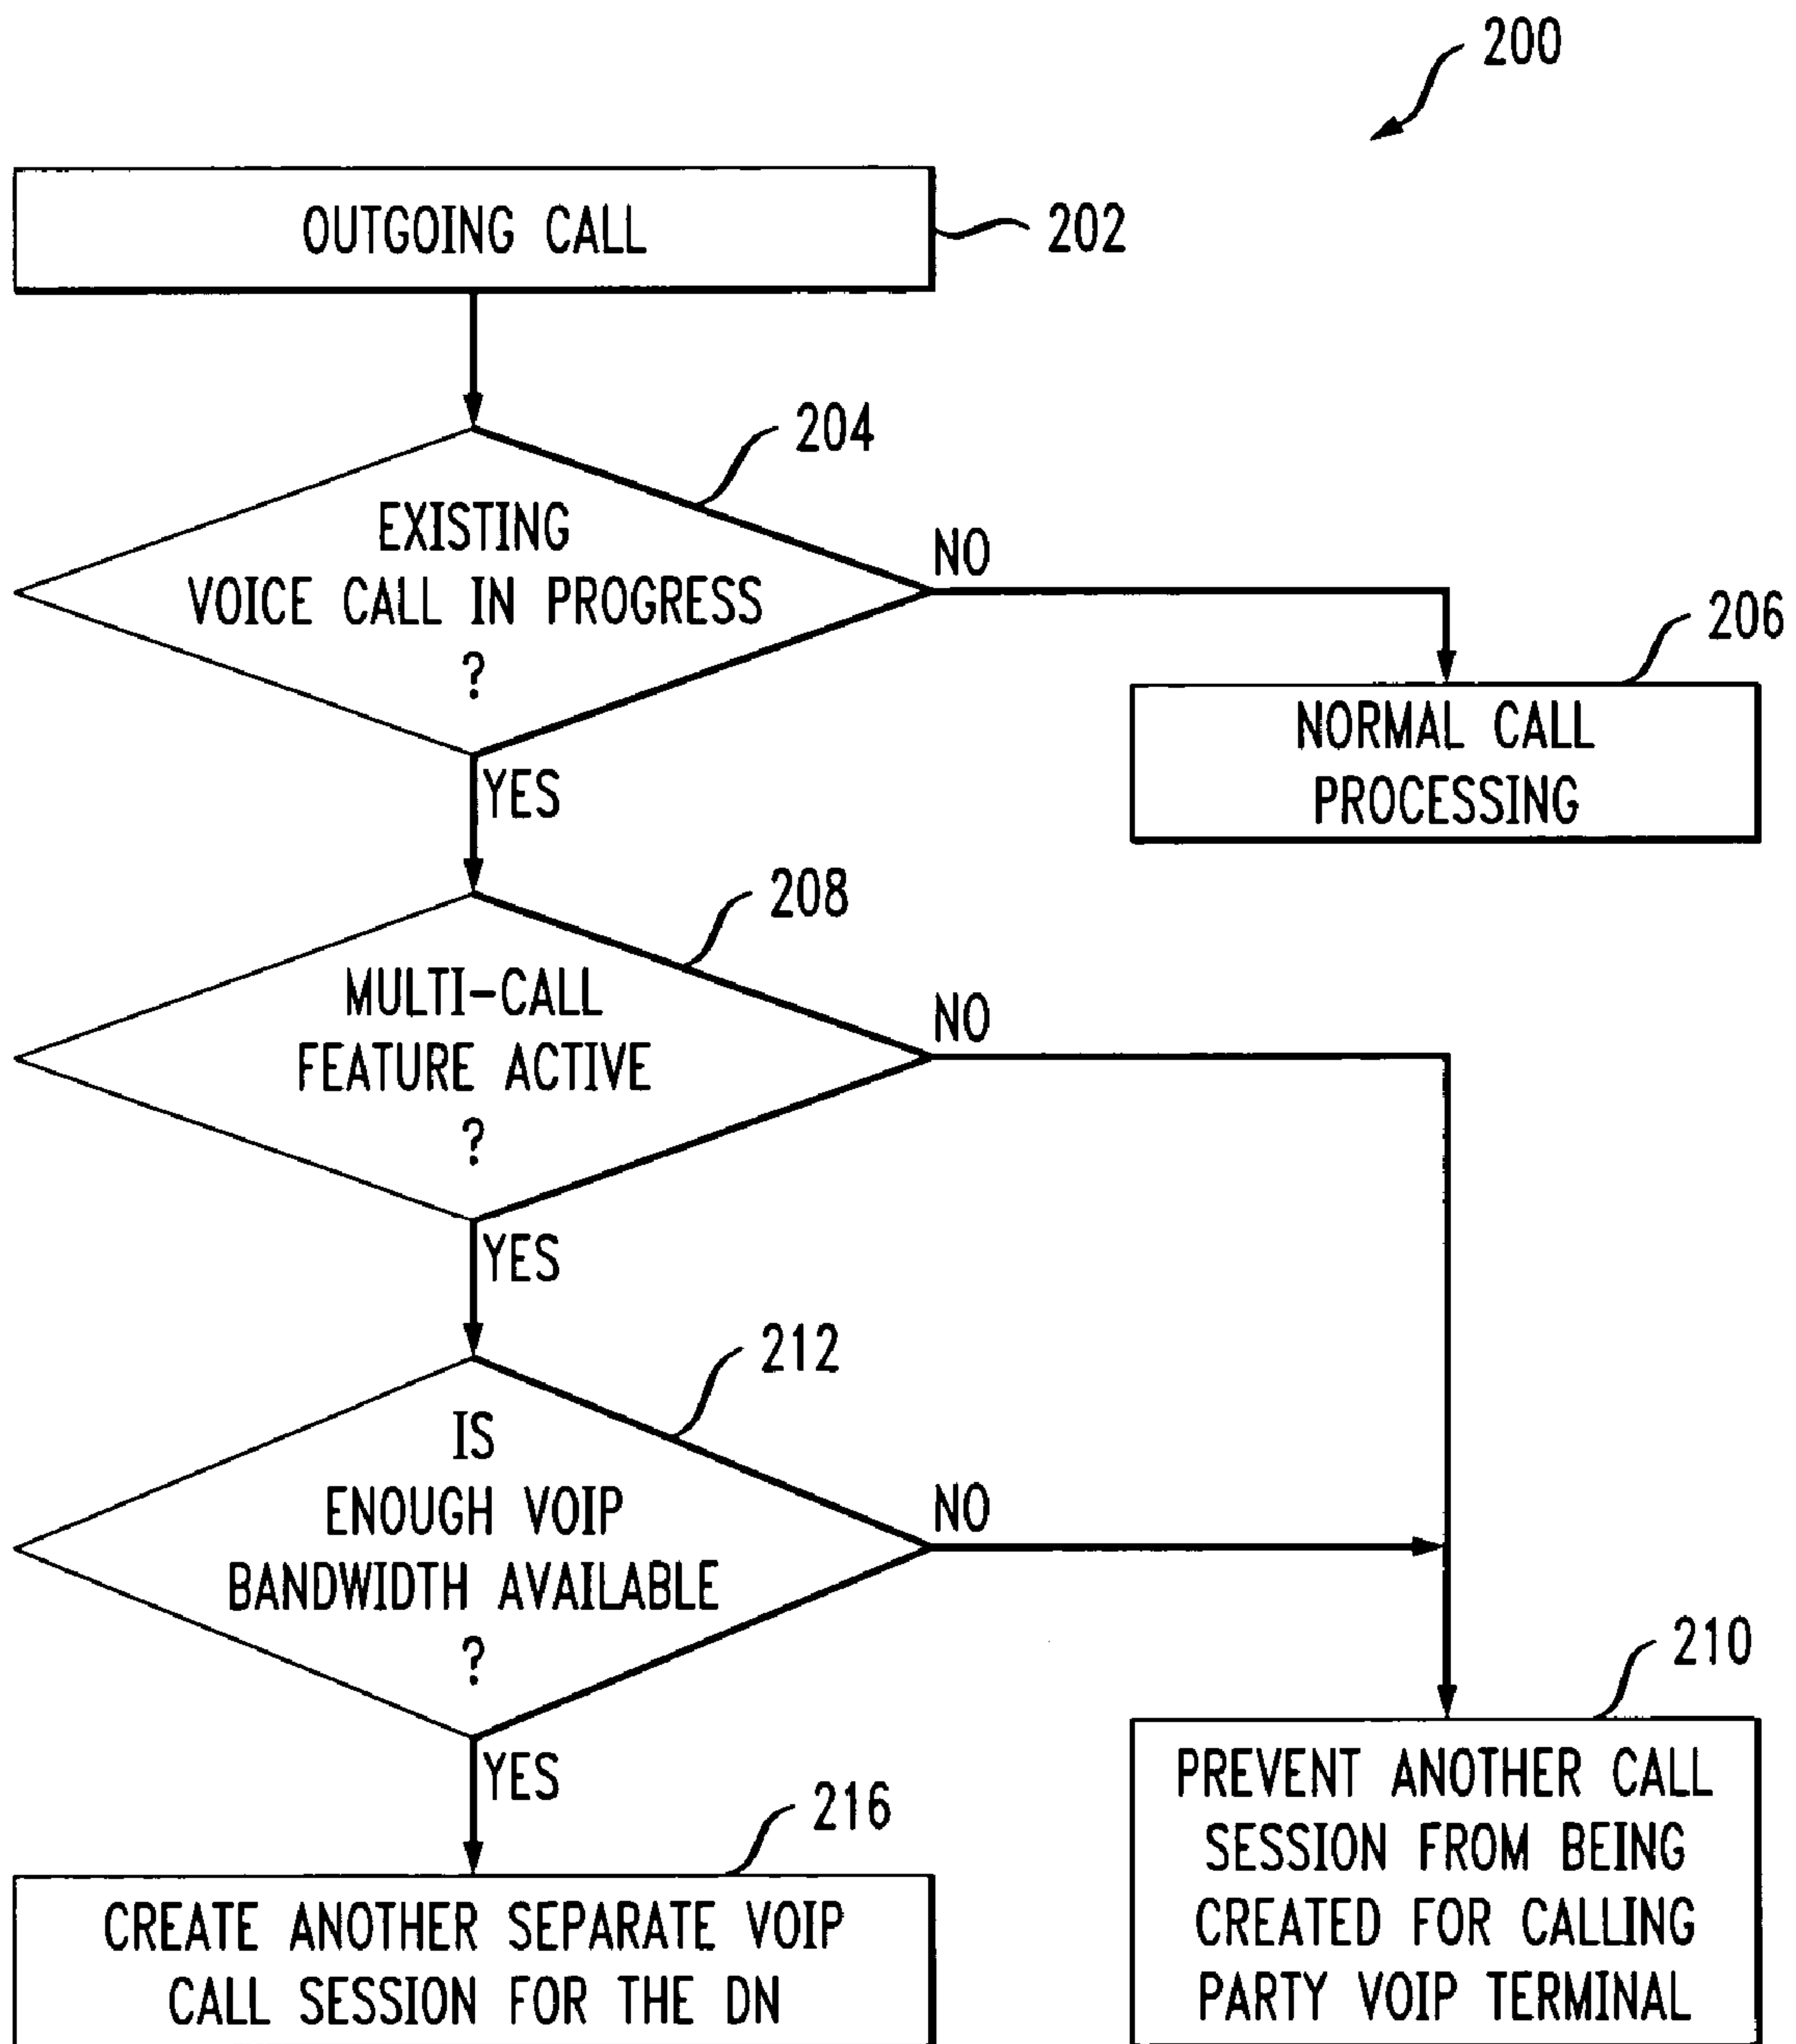 200
OUTGOING CALL
202
204
EXISTING
VOICE CALL IN PROGRESS
?
NO
206
NORMAL CALL
PROCESSING
YES
208
MULTI-CALL
FEATURE ACTIVE
?
NO
YES
212
IS
ENOUGH VOIP
BANDWIDTH AVAILABLE
?
NO
210
PREVENT ANOTHER CALL
SESSION FROM BEING
CREATED FOR CALLING
PARTY VOIP TERMINAL
YES
216
CREATE ANOTHER SEPARATE VOIP
CALL SESSION FOR THE DN